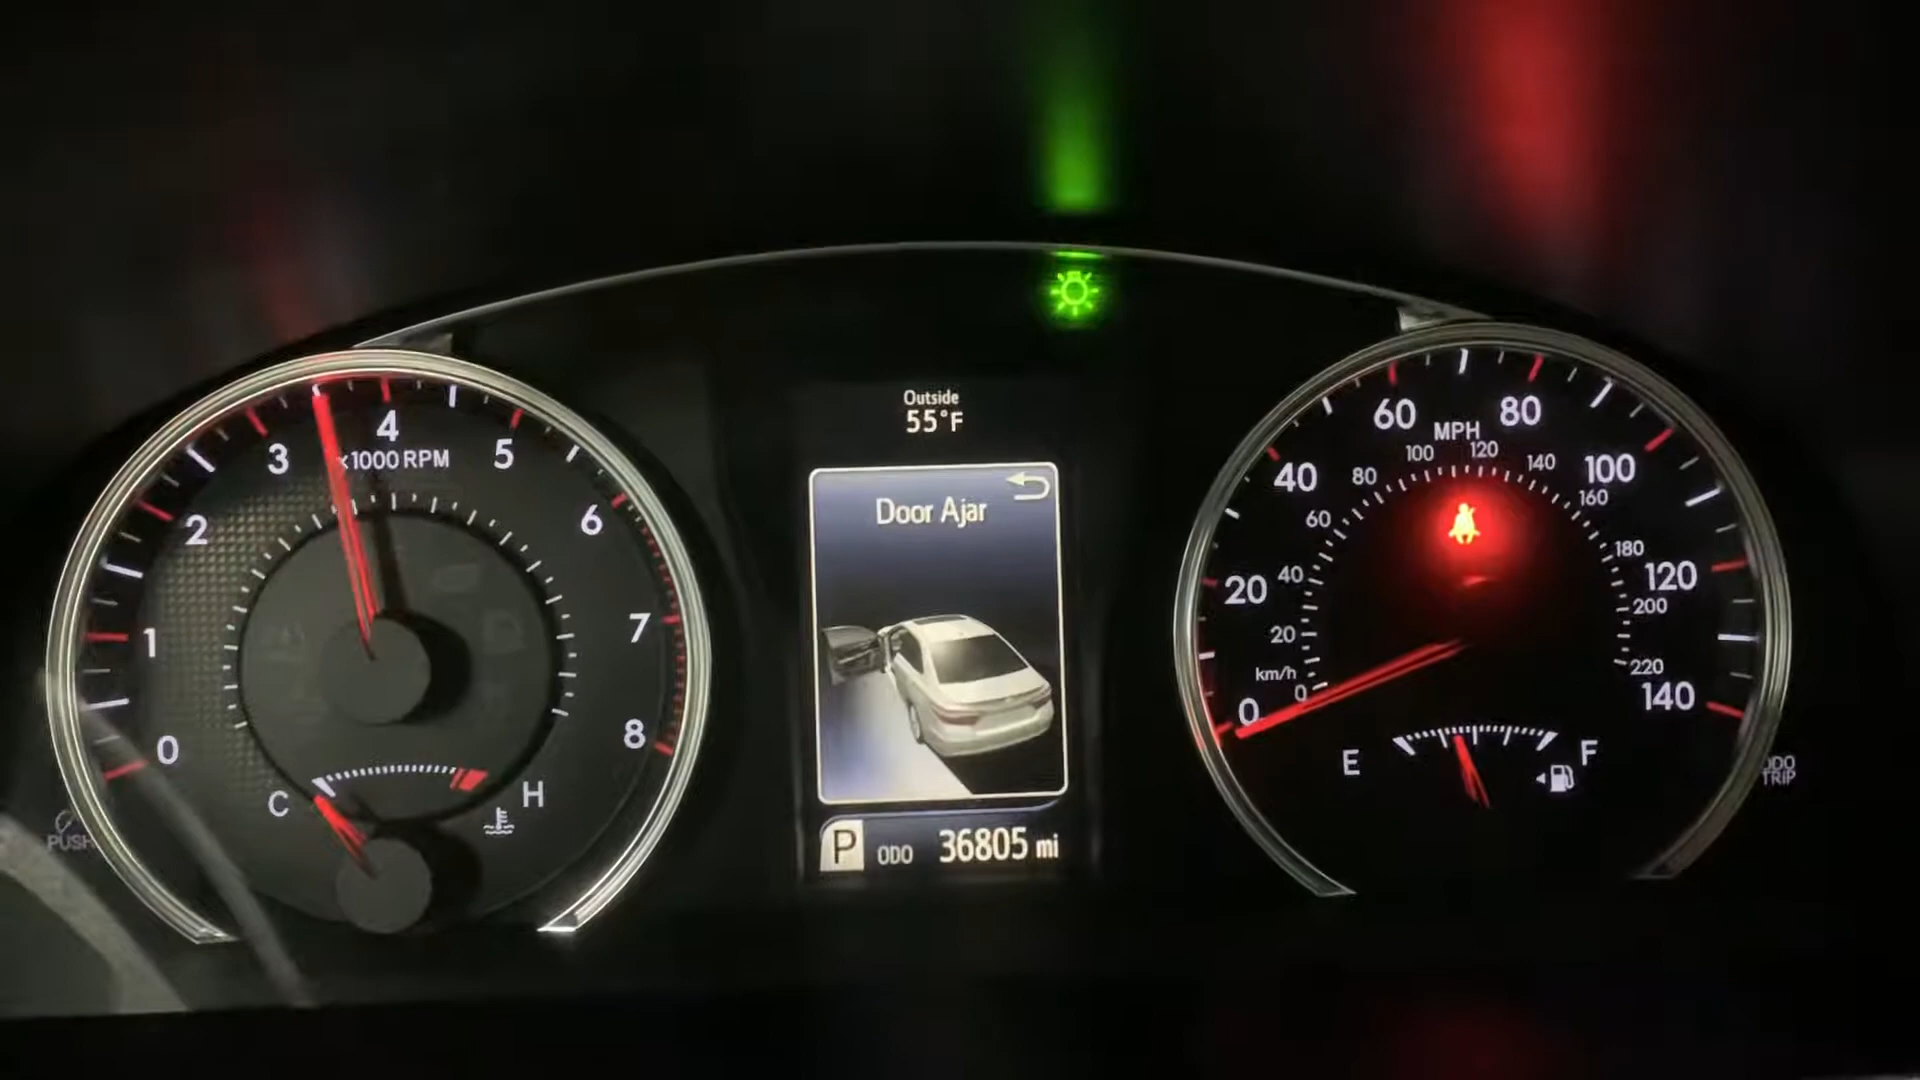 Outside
55°F
Door Ajar
P ODO 36805 mi
0 1 2 3 4 5 6 7 8
×1000 RPM
C H
PUSH
0 20 40 60 80 100 120 140
MPH
0 20 40 60 80 100 120 140 160 180 200 220
km/h
E F
ODO
TRIP